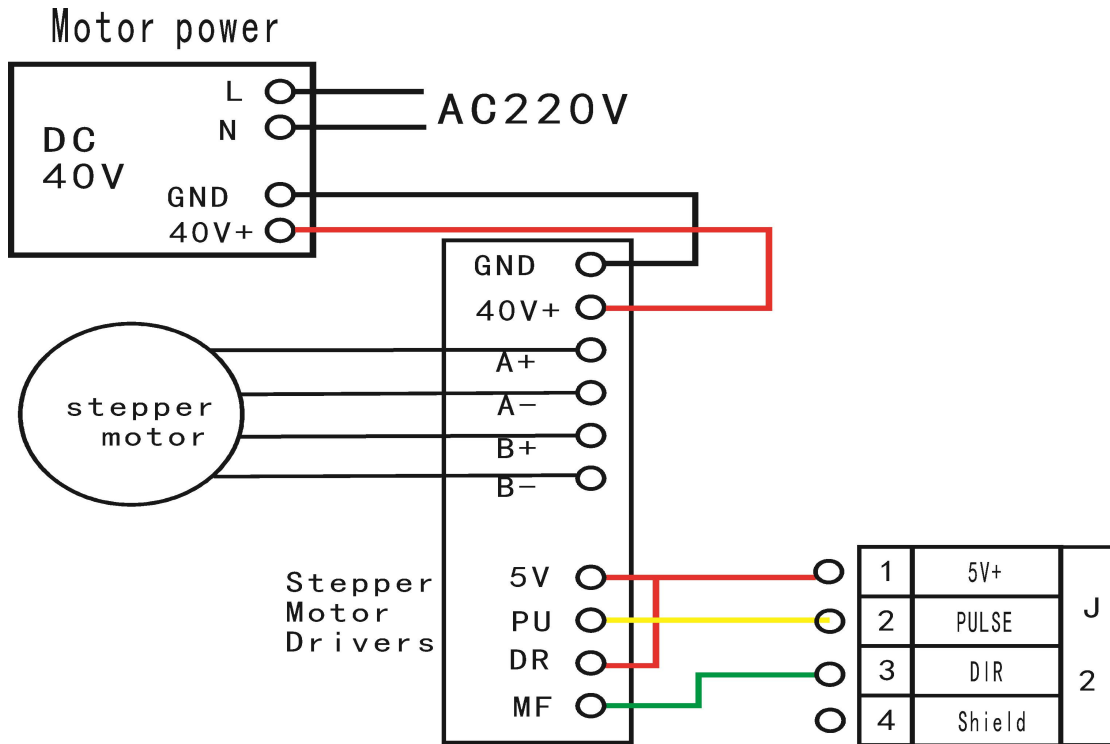 Motor power
L
AC220V
N
DC
40V
GND
40V+
GND
40V+
A+
stepper
motor
A-
B+
B-
Stepper
Motor
Drivers
5V
PU
DR
MF
1 5V+
2 PULSE
3 DIR
4 Shield
J
2